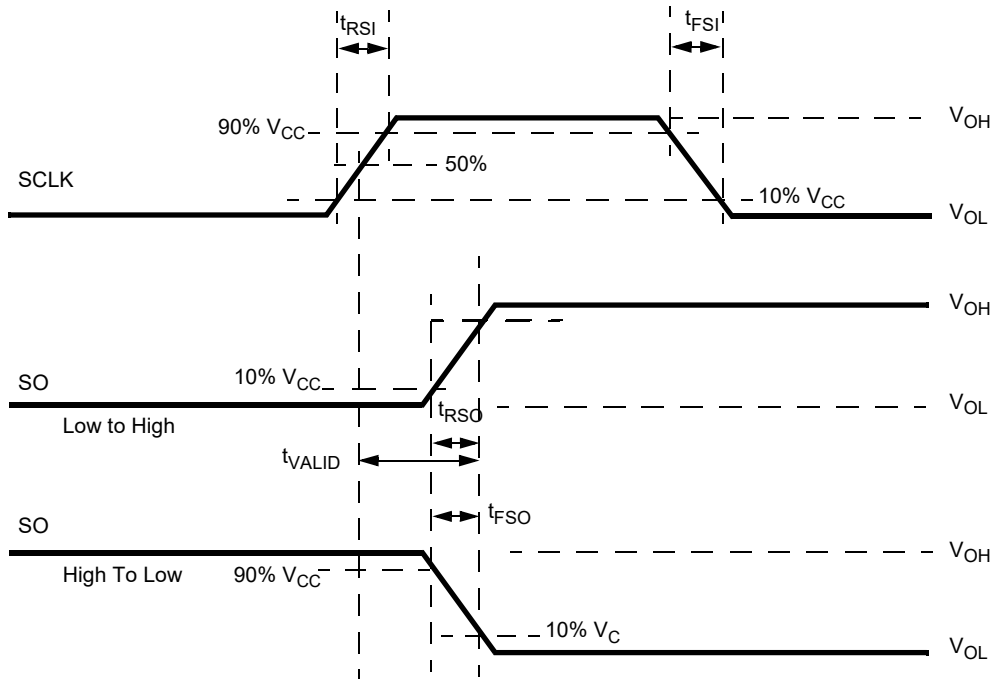 tRSI
tFSI
90% VCC
VOH
50%
SCLK
10% VCC
VOL
VOH
SO
10% VCC
tRSO
VOL
Low to High
tVALID
tFSO
SO
VOH
High To Low
90% VCC
10% VC
VOL